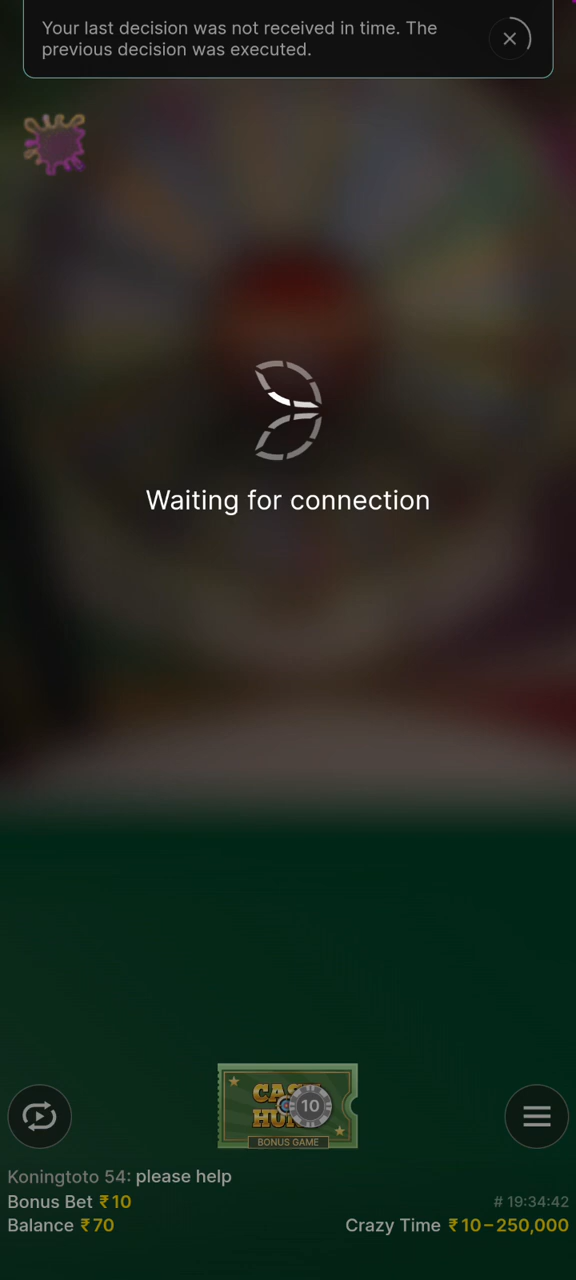 Your last decision was not received in time. The
previous decision was executed.
Waiting for connection
10
BONUS GAME
Koningtoto 54: please help
Bonus Bet ₹10
# 19:34:42
Balance ₹70
Crazy Time ₹10–250,000